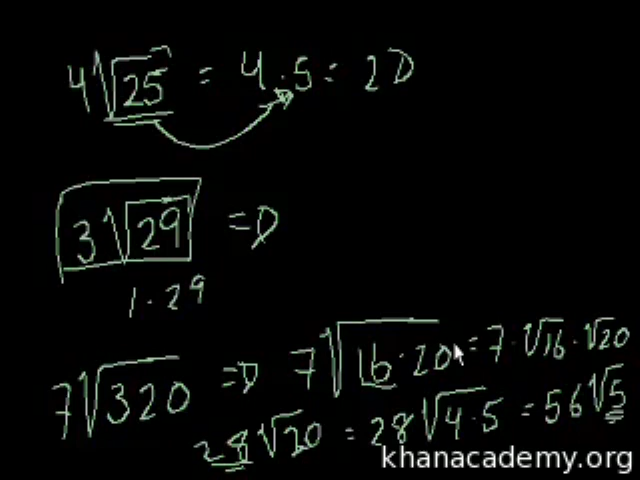 4√25 = 4·5 = 20
3√29 =D
1·29
7√320 =D 7√16·20 = 7·√16·√20
28√20 = 28√4·5 = 56√5
khanacademy.org